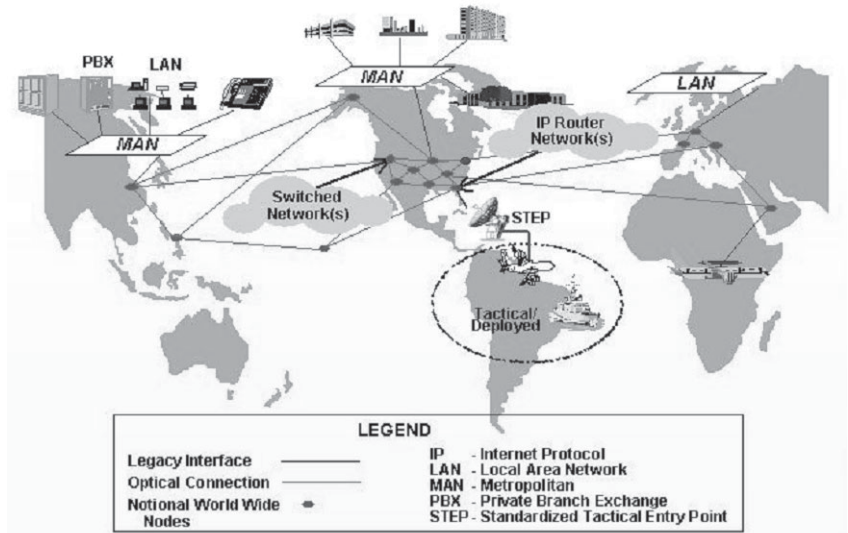 PBX
LAN
MAN
MAN
LAN
IP Router
Network(s)
Switched
Network(s)
STEP
Tactical/
Deployed
LEGEND
Legacy Interface
Optical Connection
Notional World Wide
Nodes
IP - Internet Protocol
LAN - Local Area Network
MAN - Metropolitan
PBX - Private Branch Exchange
STEP - Standardized Tactical Entry Point